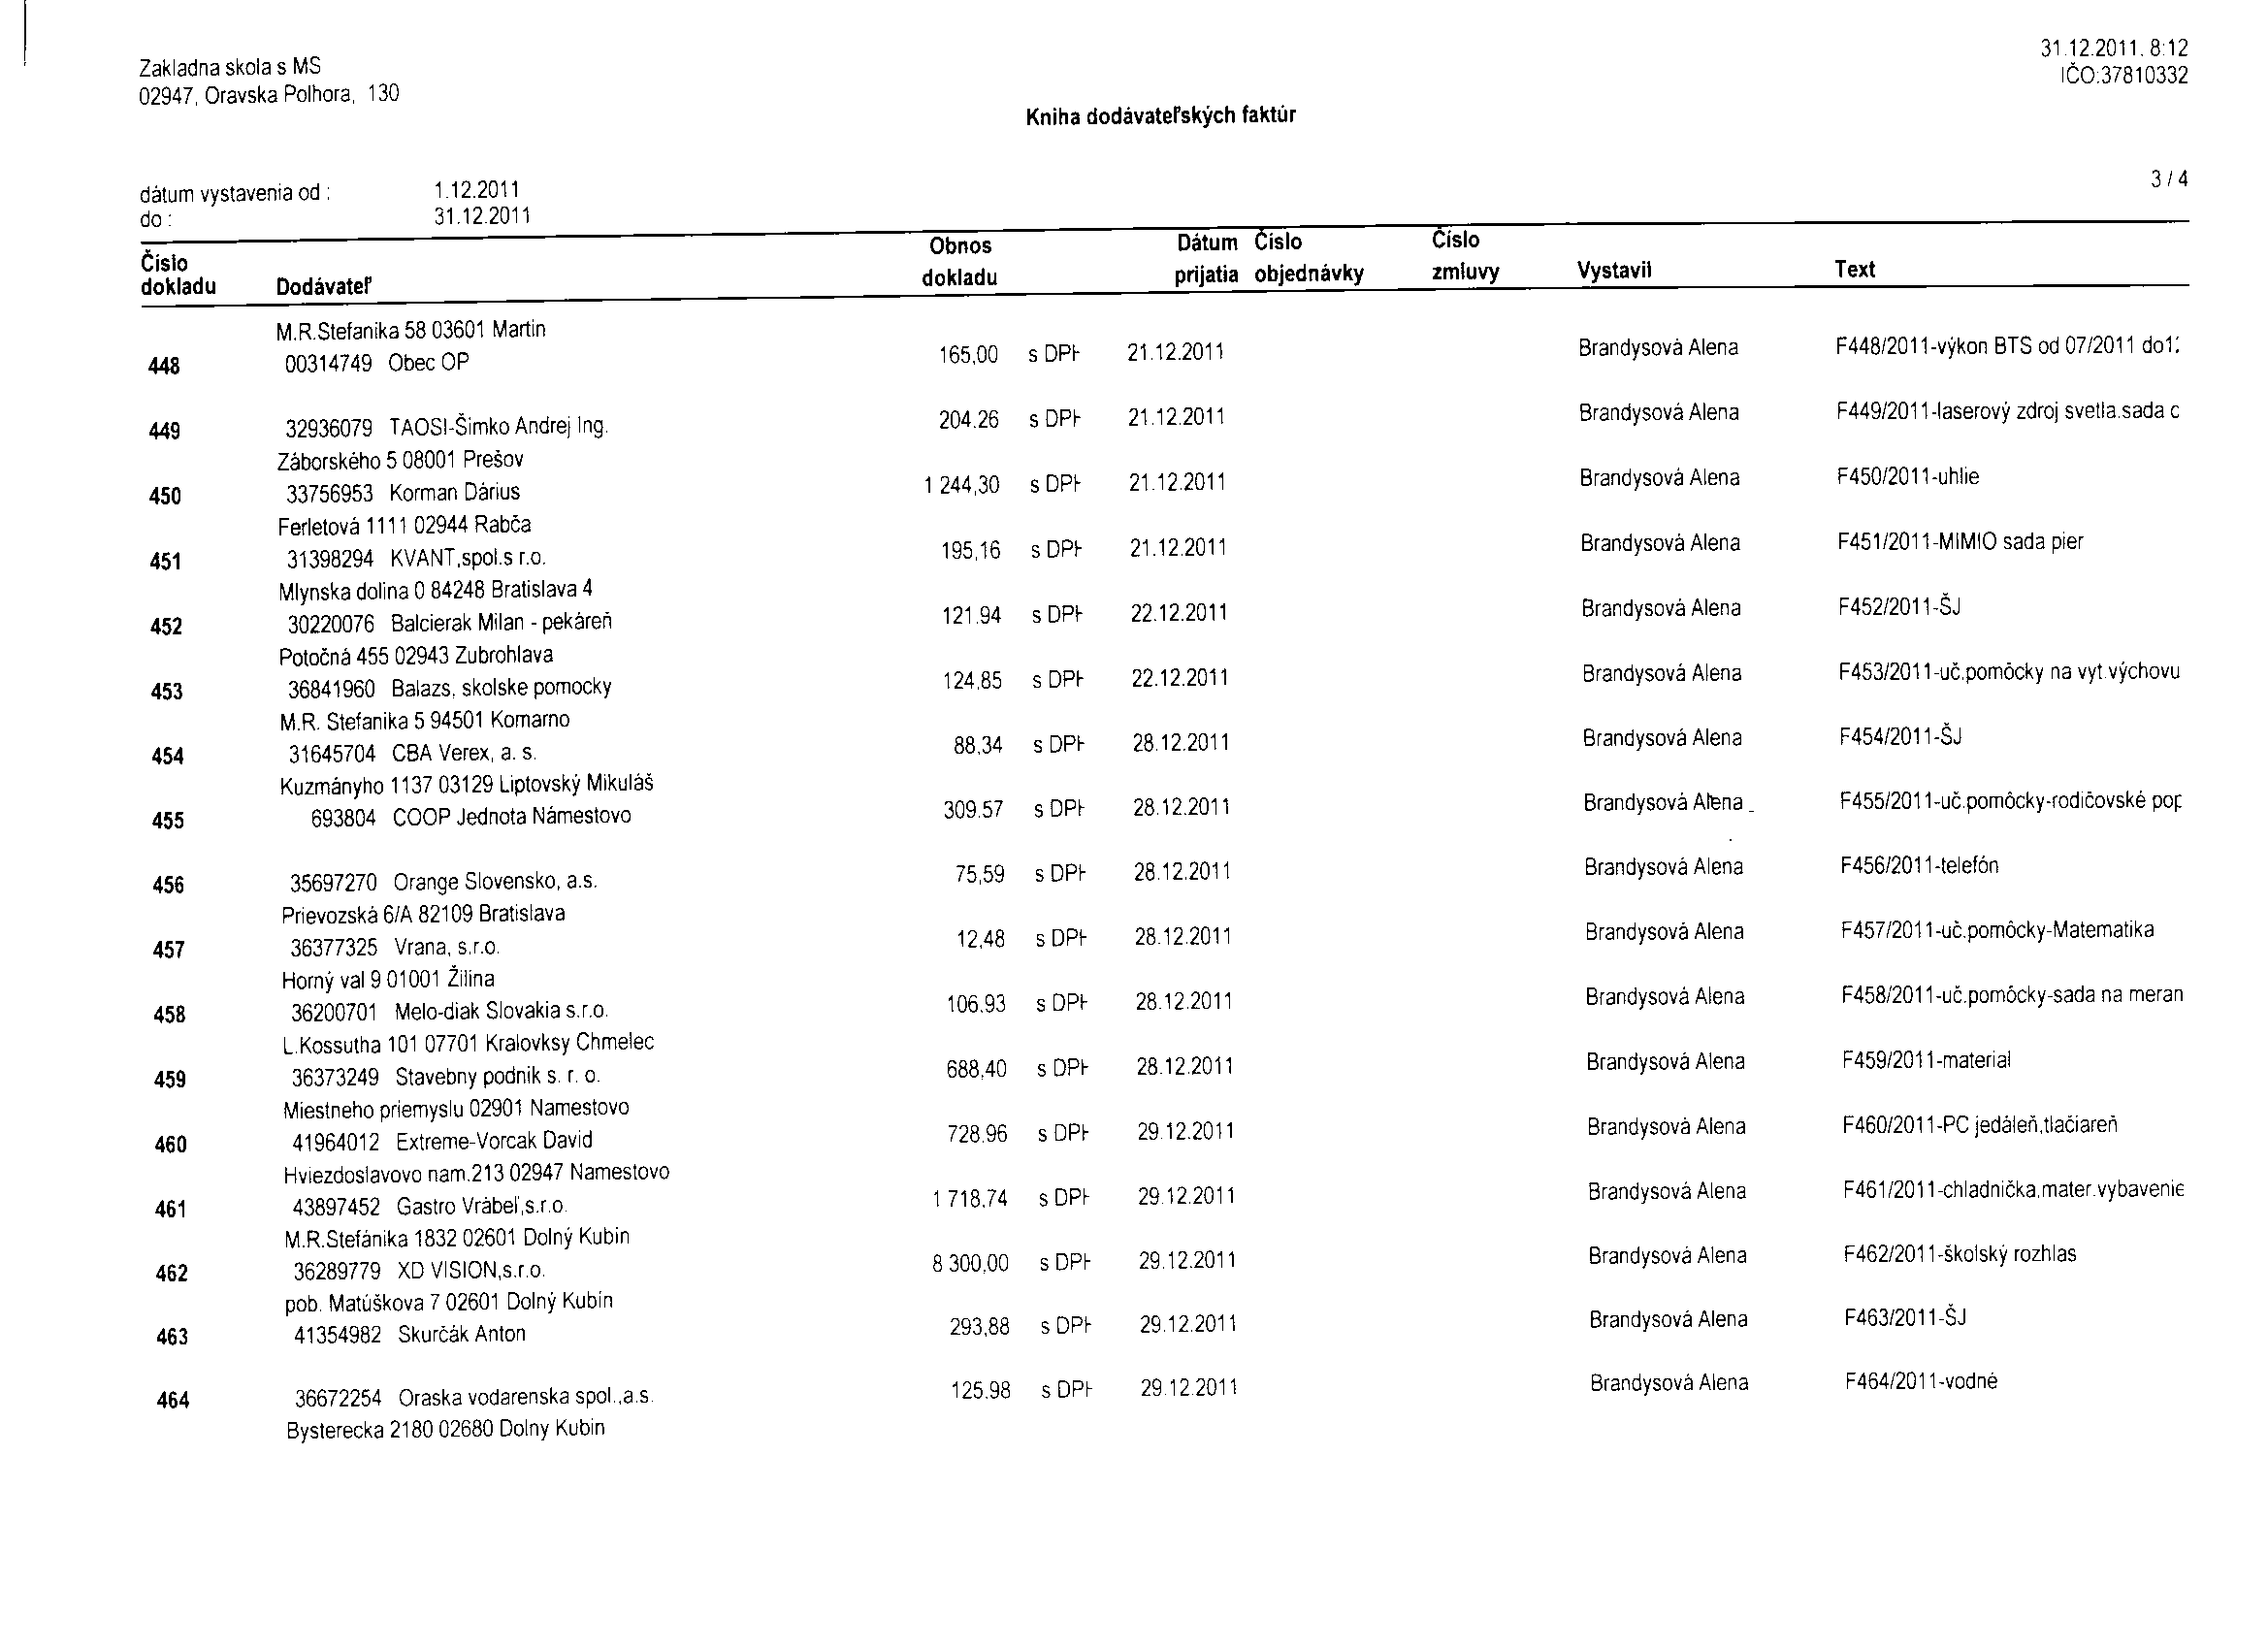 31.12.2011, 8:12
Zakladna skola s MS
IČO:37810332
02947, Oravska Polhora, 130
Kniha dodávateľských faktúr
3 / 4
dátum vystavenia od : 1.12.2011
do : 31.12.2011
Číslo Obnos Dátum Číslo Číslo
dokladu Dodávateľ dokladu prijatia objednávky zmluvy Vystavil Text
M.R.Stefanika 58 03601 Martin
448 00314749 Obec OP 165,00 s DPH 21.12.2011 Brandysová Alena F448/2011-výkon BTS od 07/2011 do12
449 32936079 TAOSI-Šimko Andrej Ing. 204.26 s DPH 21.12.2011 Brandysová Alena F449/2011-laserový zdroj svetla.sada c
Záborského 5 08001 Prešov
450 33756953 Korman Dárius 1 244,30 s DPH 21.12.2011 Brandysová Alena F450/2011-uhlie
Ferletová 1111 02944 Rabča
451 31398294 KVANT,spol.s r.o. 195,16 s DPH 21.12.2011 Brandysová Alena F451/2011-MIMIO sada pier
Mlynska dolina 0 84248 Bratislava 4
452 30220076 Balcierak Milan - pekáreň 121.94 s DPH 22.12.2011 Brandysová Alena F452/2011-ŠJ
Potočná 455 02943 Zubrohlava
453 36841960 Balazs, skolske pomocky 124,85 s DPH 22.12.2011 Brandysová Alena F453/2011-uč.pomôcky na vyt.výchovu
M.R. Stefanika 5 94501 Komarno
454 31645704 CBA Verex, a. s. 88,34 s DPH 28.12.2011 Brandysová Alena F454/2011-ŠJ
Kuzmányho 1137 03129 Liptovský Mikuláš
455 693804 COOP Jednota Námestovo 309.57 s DPH 28.12.2011 Brandysová Alena F455/2011-uč.pomôcky-rodičovské pop
456 35697270 Orange Slovensko, a.s. 75,59 s DPH 28.12.2011 Brandysová Alena F456/2011-telefón
Prievozská 6/A 82109 Bratislava
457 36377325 Vrana, s.r.o. 12,48 s DPH 28.12.2011 Brandysová Alena F457/2011-uč.pomôcky-Matematika
Horný val 9 01001 Žilina
458 36200701 Melo-diak Slovakia s.r.o. 106.93 s DPH 28.12.2011 Brandysová Alena F458/2011-uč.pomôcky-sada na meran
L.Kossutha 101 07701 Kralovksy Chmelec
459 36373249 Stavebny podnik s. r. o. 688,40 s DPH 28.12.2011 Brandysová Alena F459/2011-material
Miestneho priemyslu 02901 Namestovo
460 41964012 Extreme-Vorcak David 728.96 s DPH 29.12.2011 Brandysová Alena F460/2011-PC jedáleň,tlačiareň
Hviezdoslavovo nam.213 02947 Namestovo
461 43897452 Gastro Vrábeľ,s.r.o. 1 718,74 s DPH 29.12.2011 Brandysová Alena F461/2011-chladnička,mater.vybavenie
M.R.Stefánika 1832 02601 Dolný Kubín
462 36289779 XD VISION,s.r.o. 8 300,00 s DPH 29.12.2011 Brandysová Alena F462/2011-školský rozhlas
pob. Matúškova 7 02601 Dolný Kubín
463 41354982 Skurčák Anton 293,88 s DPH 29.12.2011 Brandysová Alena F463/2011-ŠJ
464 36672254 Oraska vodarenska spol.,a.s. 125.98 s DPH 29.12.2011 Brandysová Alena F464/2011-vodné
Bysterecka 2180 02680 Dolny Kubin